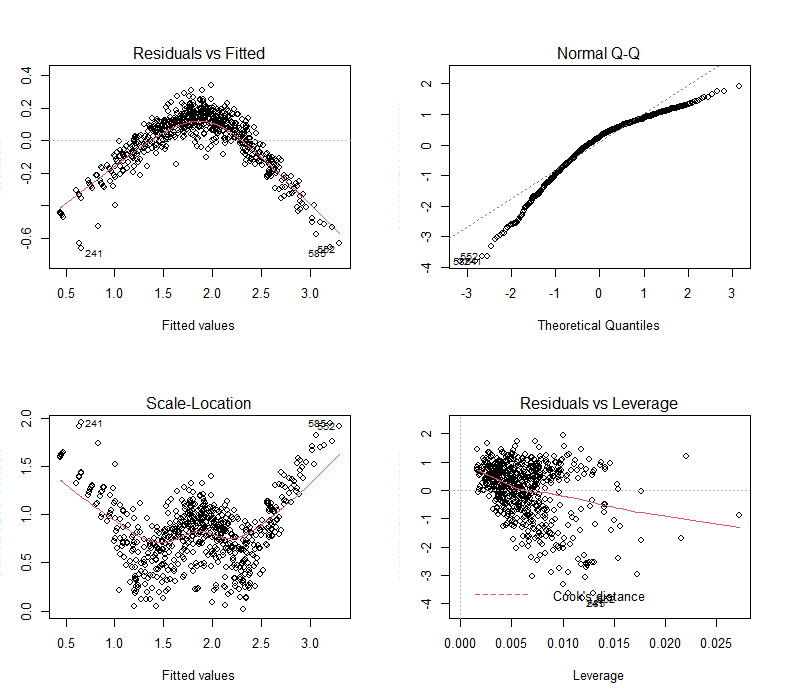 Residuals vs Fitted
0.4
0.2
0.0
-0.2
-0.6
241
552
585
0.5 1.0 1.5 2.0 2.5 3.0
Fitted values
Normal Q-Q
2
1
0
-1
-2
-3
-4
552
-3 -2 -1 0 1 2 3
Theoretical Quantiles
Scale-Location
2.0
1.5
1.0
0.5
0.0
241
585
552
0.5 1.0 1.5 2.0 2.5 3.0
Fitted values
Residuals vs Leverage
2
1
0
-1
-2
-3
-4
Cook's distance
0.000 0.005 0.010 0.015 0.020 0.025
Leverage